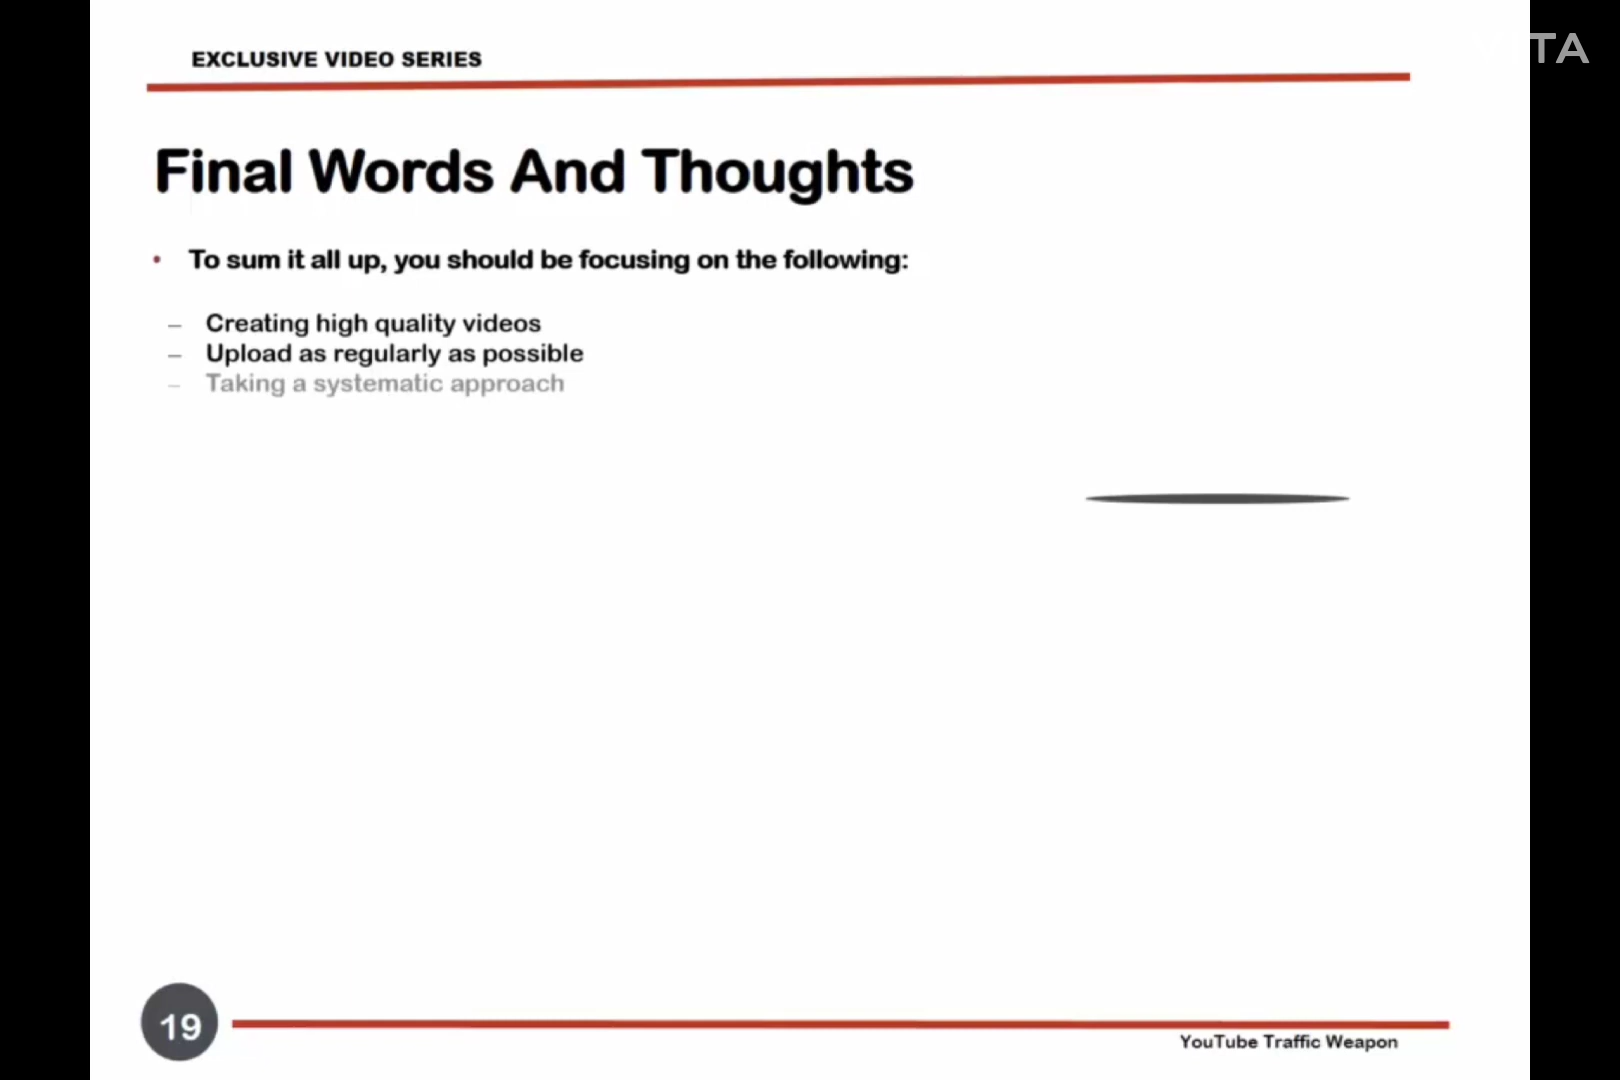 EXCLUSIVE VIDEO SERIES
Final Words And Thoughts
• To sum it all up, you should be focusing on the following:
– Creating high quality videos
– Upload as regularly as possible
– Taking a systematic approach
19
YouTube Traffic Weapon